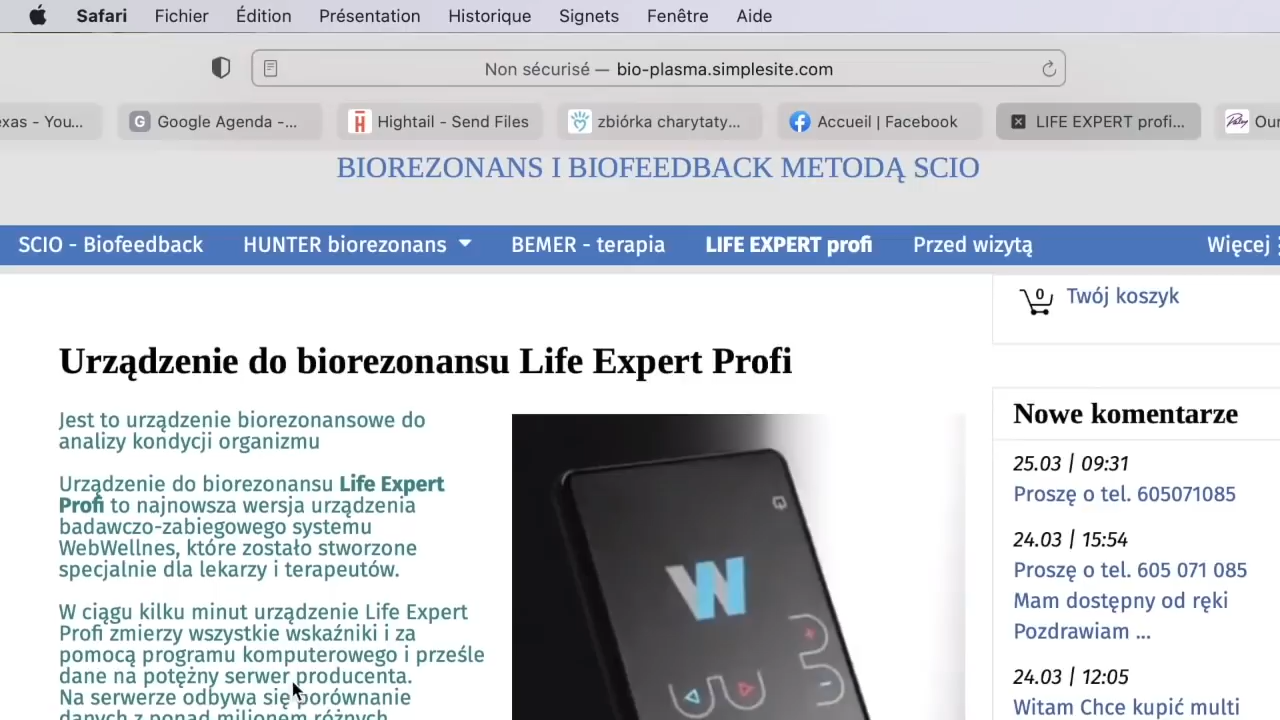 Safari Fichier Édition Présentation Historique Signets Fenêtre Aide
Non sécurisé — bio-plasma.simplesite.com
exas - You... Google Agenda -... Hightail - Send Files zbiórka charytaty... Accueil | Facebook LIFE EXPERT profi... Our
BIOREZONANS I BIOFEEDBACK METODĄ SCIO
SCIO - Biofeedback HUNTER biorezonans BEMER - terapia LIFE EXPERT profi Przed wizytą Więcej
0 Twój koszyk
Urządzenie do biorezonansu Life Expert Profi
Jest to urządzenie biorezonansowe do
analizy kondycji organizmu
Urządzenie do biorezonansu Life Expert
Profi to najnowsza wersja urządzenia
badawczo-zabiegowego systemu
WebWellnes, które zostało stworzone
specjalnie dla lekarzy i terapeutów.
W ciągu kilku minut urządzenie Life Expert
Profi zmierzy wszystkie wskaźniki i za
pomocą programu komputerowego i prześle
dane na potężny serwer producenta.
Na serwerze odbywa się porównanie
danych z ponad milionem różnych
W
Nowe komentarze
25.03 | 09:31
Proszę o tel. 605071085
24.03 | 15:54
Proszę o tel. 605 071 085
Mam dostępny od ręki
Pozdrawiam ...
24.03 | 12:05
Witam Chce kupić multi